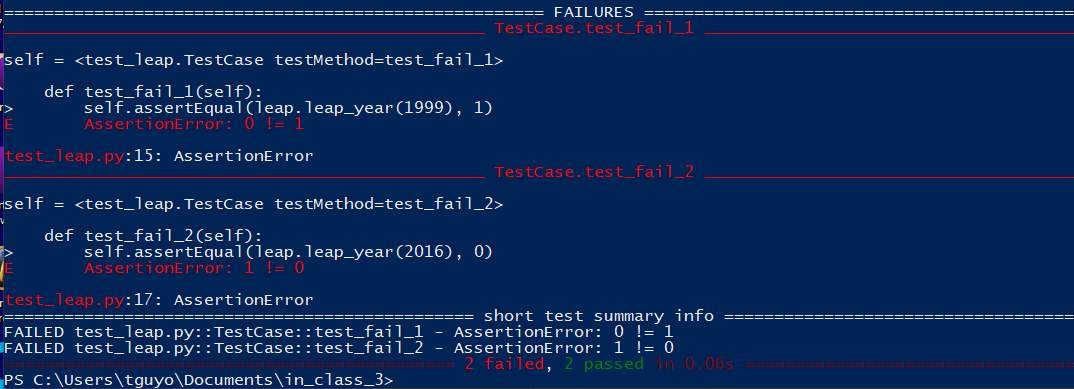 ================================================ FAILURES ================================================
TestCase.test_fail_1
self = <test_leap.TestCase testMethod=test_fail_1>
def test_fail_1(self):
> self.assertEqual(leap.leap_year(1999), 1)
E AssertionError: 0 != 1
test_leap.py:15: AssertionError
TestCase.test_fail_2
self = <test_leap.TestCase testMethod=test_fail_2>
def test_fail_2(self):
> self.assertEqual(leap.leap_year(2016), 0)
E AssertionError: 1 != 0
test_leap.py:17: AssertionError
=============================================== short test summary info ===================================
FAILED test_leap.py::TestCase::test_fail_1 - AssertionError: 0 != 1
FAILED test_leap.py::TestCase::test_fail_2 - AssertionError: 1 != 0
============================================= 2 failed, 2 passed in 0.06s =================================
PS C:\Users\tguyo\Documents\in_class_3>